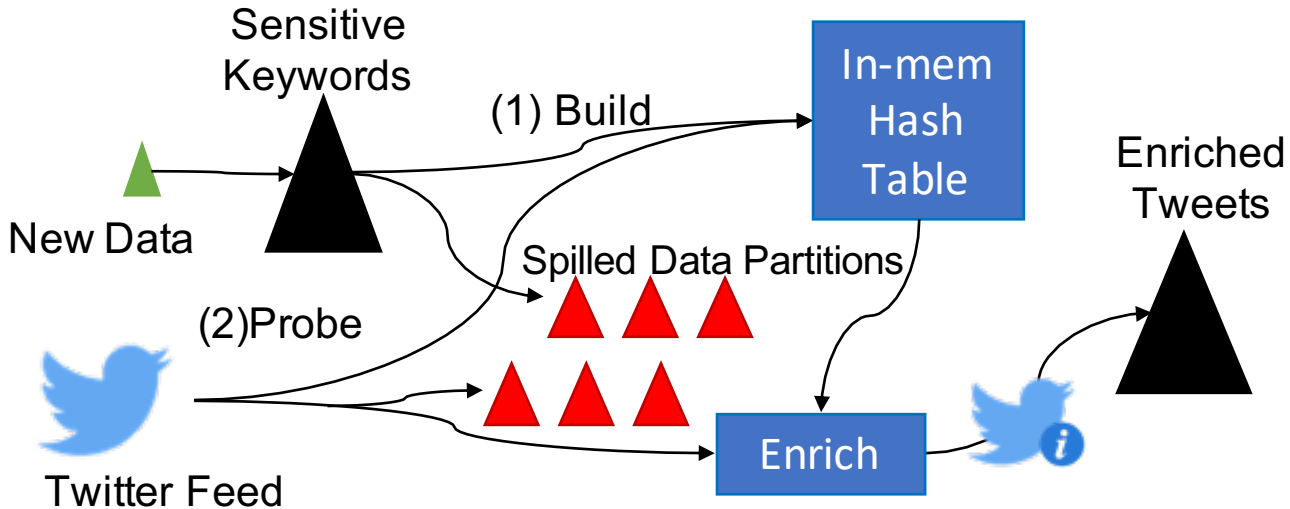 Sensitive
Keywords
(1) Build
In-mem
Hash
Table
Enriched
Tweets
New Data
Spilled Data Partitions
(2)Probe
Twitter Feed
Enrich
i